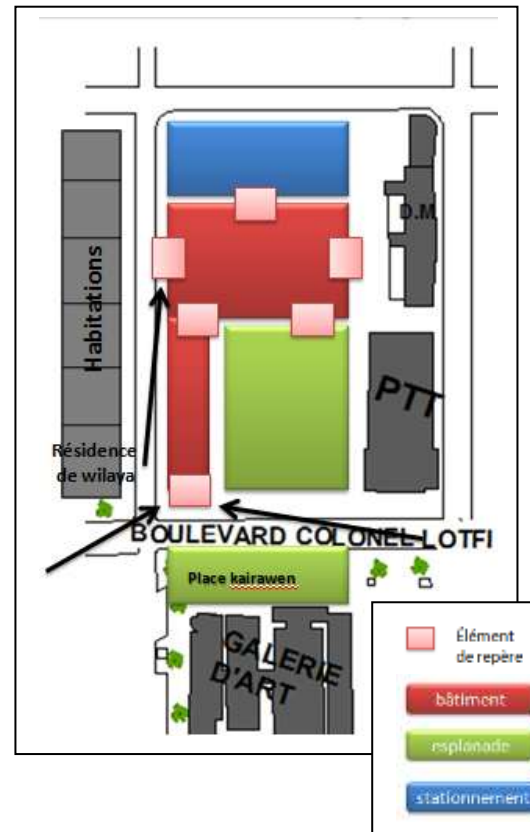 Habitations
D.M
PTT
Résidence
de wilaya
BOULEVARD COLONEL LOTFI
Place kairawen
GALERIE
D'ART
Élément
de repère
bâtiment
esplanade
stationnement